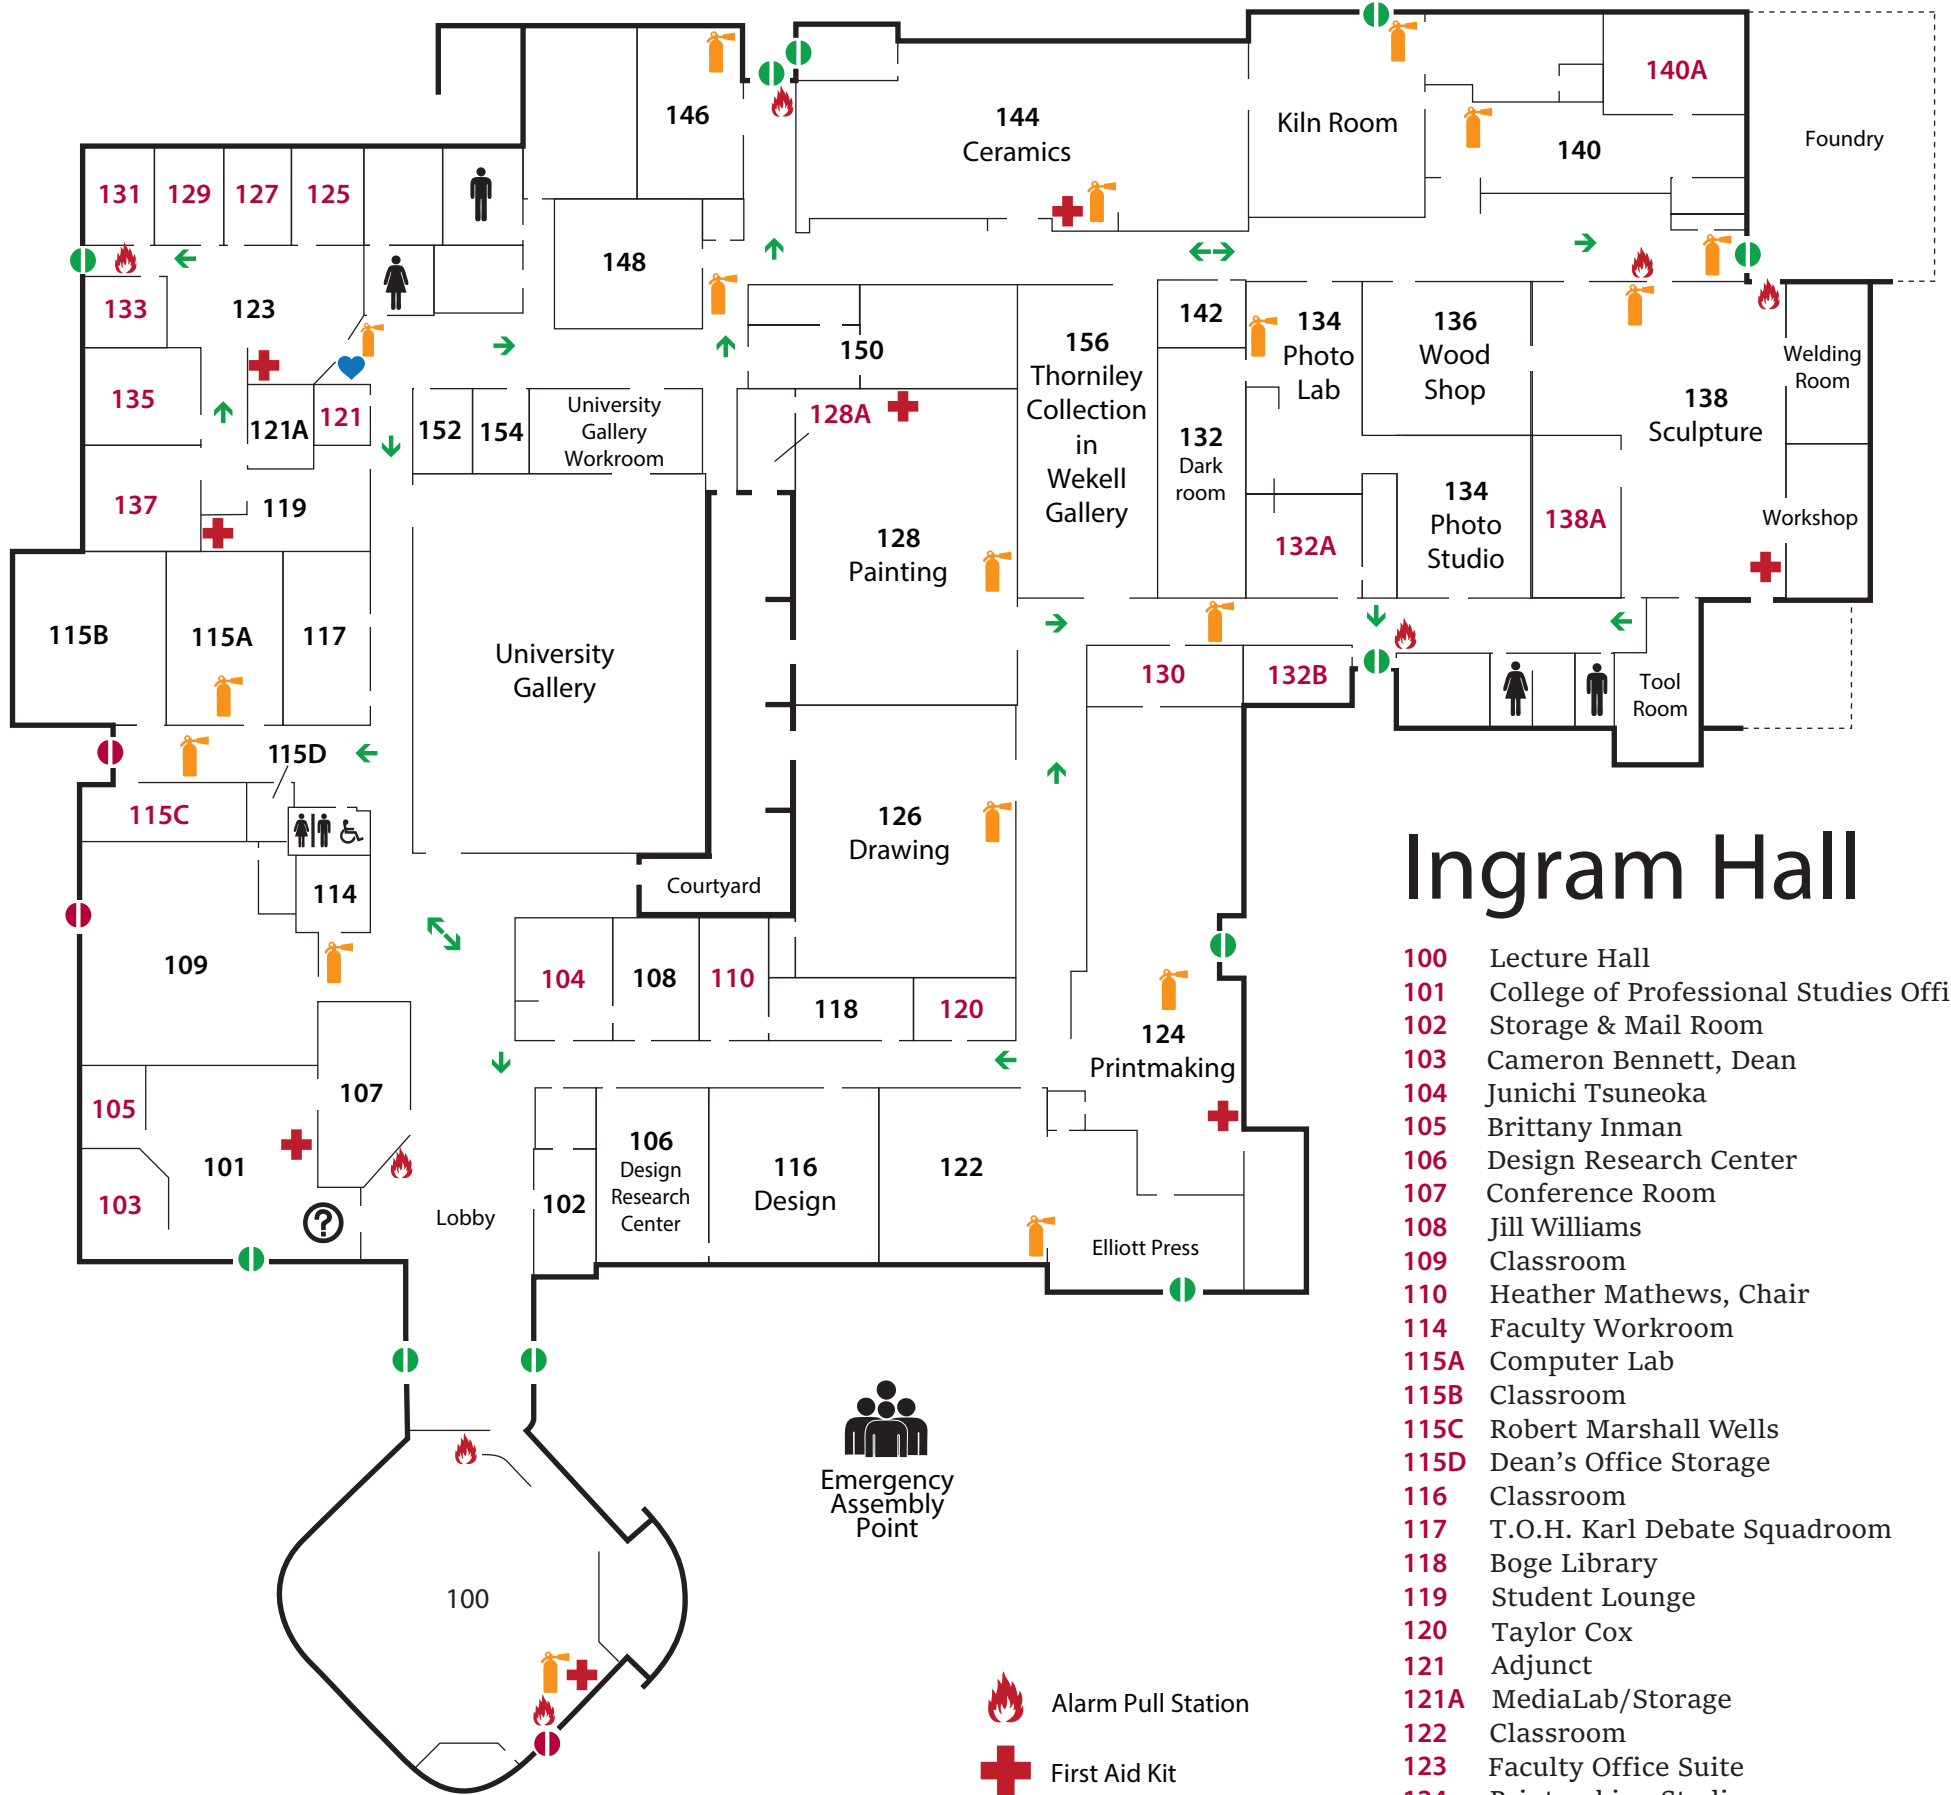 146
144
Ceramics
Kiln Room
140A
140
Foundry
131
129
127
125
148
133
123
135
121A
121
152
154
University
Gallery
Workroom
150
128A
156
Thorniley
Collection
in
Wekell
Gallery
142
134
Photo
Lab
136
Wood
Shop
138
Sculpture
Welding
Room
132
Dark
room
137
119
128
Painting
132A
134
Photo
Studio
138A
Workshop
115B
115A
117
University
Gallery
130
132B
Tool
Room
115D
115C
126
Drawing
Courtyard
114
109
104
108
110
118
120
124
Printmaking
105
107
101
103
Lobby
102
106
Design
Research
Center
116
Design
122
Elliott Press
100
Emergency
Assembly
Point
Alarm Pull Station
First Aid Kit
Ingram Hall
100 Lecture Hall
101 College of Professional Studies Offi
102 Storage & Mail Room
103 Cameron Bennett, Dean
104 Junichi Tsuneoka
105 Brittany Inman
106 Design Research Center
107 Conference Room
108 Jill Williams
109 Classroom
110 Heather Mathews, Chair
114 Faculty Workroom
115A Computer Lab
115B Classroom
115C Robert Marshall Wells
115D Dean's Office Storage
116 Classroom
117 T.O.H. Karl Debate Squadroom
118 Boge Library
119 Student Lounge
120 Taylor Cox
121 Adjunct
121A MediaLab/Storage
122 Classroom
123 Faculty Office Suite